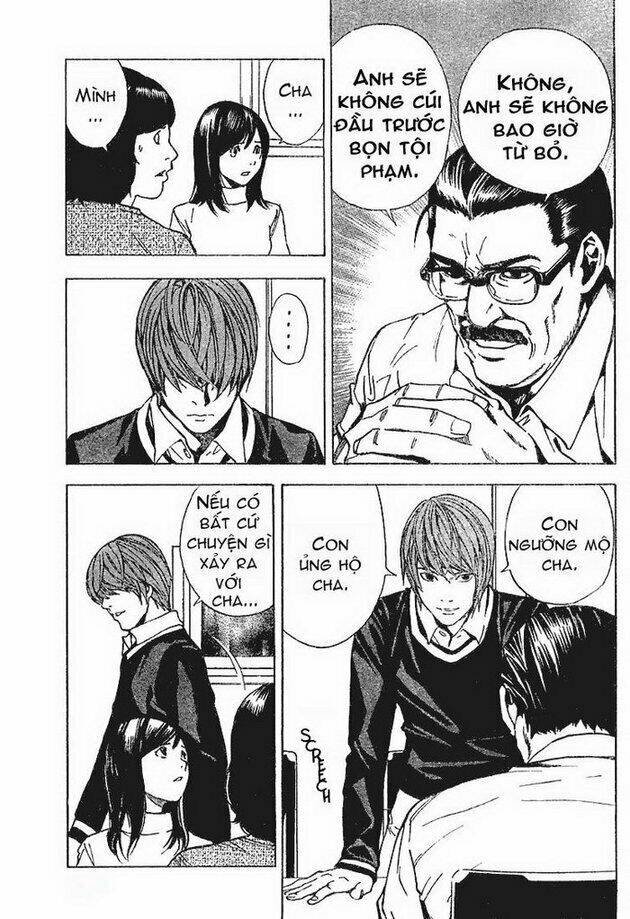 KHÔNG,
ANH SẼ KHÔNG
BAO GIỜ
TỪ BỎ.
ANH SẼ
KHÔNG CÚI
ĐẦU TRƯỚC
BỌN TỘI
PHẠM.
CHA
...
MÌNH
...
...
CON
NGƯỠNG MỘ
CHA.
CON
ỦNG HỘ
CHA.
SCREECH
NẾU CÓ
BẤT CỨ
CHUYỆN GÌ
XẢY RA
VỚI
CHA...